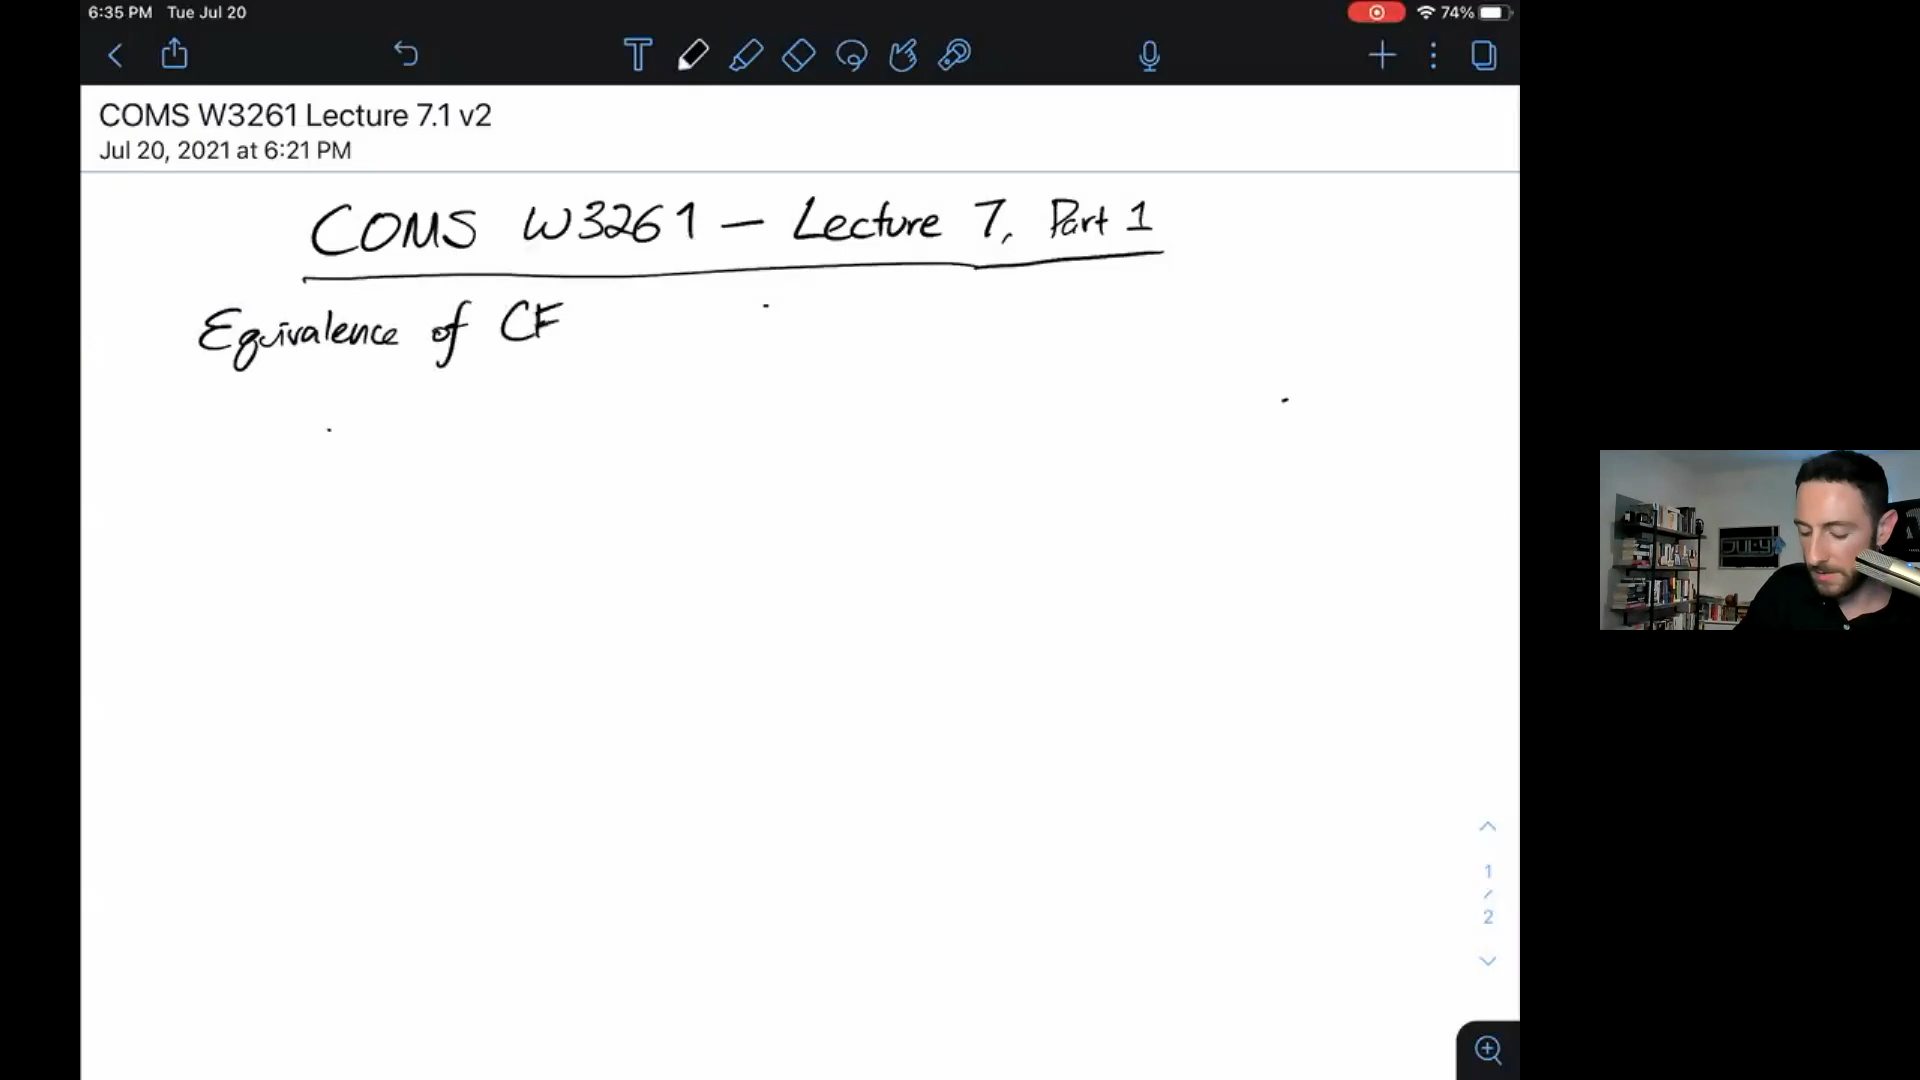 6:35 PM Tue Jul 20 74%
COMS W3261 Lecture 7.1 v2
Jul 20, 2021 at 6:21 PM
COMS W3261 — Lecture 7, Part 1
Equivalence of CF
JULY
1
/
2